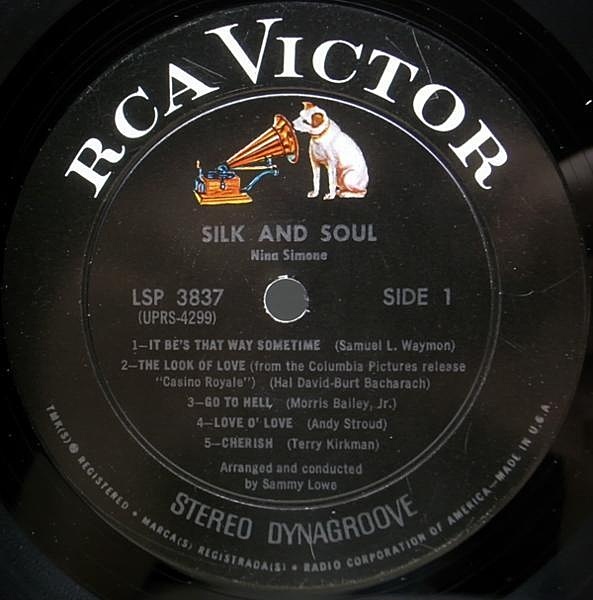 RCA VICTOR
SILK AND SOUL
Nina Simone
LSP 3837
(UPRS-4299)
SIDE 1
1—IT BE'S THAT WAY SOMETIME (Samuel L. Waymon)
2—THE LOOK OF LOVE (from the Columbia Pictures release
"Casino Royale") (Hal David-Burt Bacharach)
3—GO TO HELL (Morris Bailey, Jr.)
4—LOVE O' LOVE (Andy Stroud)
5—CHERISH (Terry Kirkman)
Arranged and conducted
by Sammy Lowe
STEREO DYNAGROOVE
TMK(S) ® REGISTERED • MARCA(S) REGISTRADA(S) • RADIO CORPORATION OF AMERICA—MADE IN U.S.A.